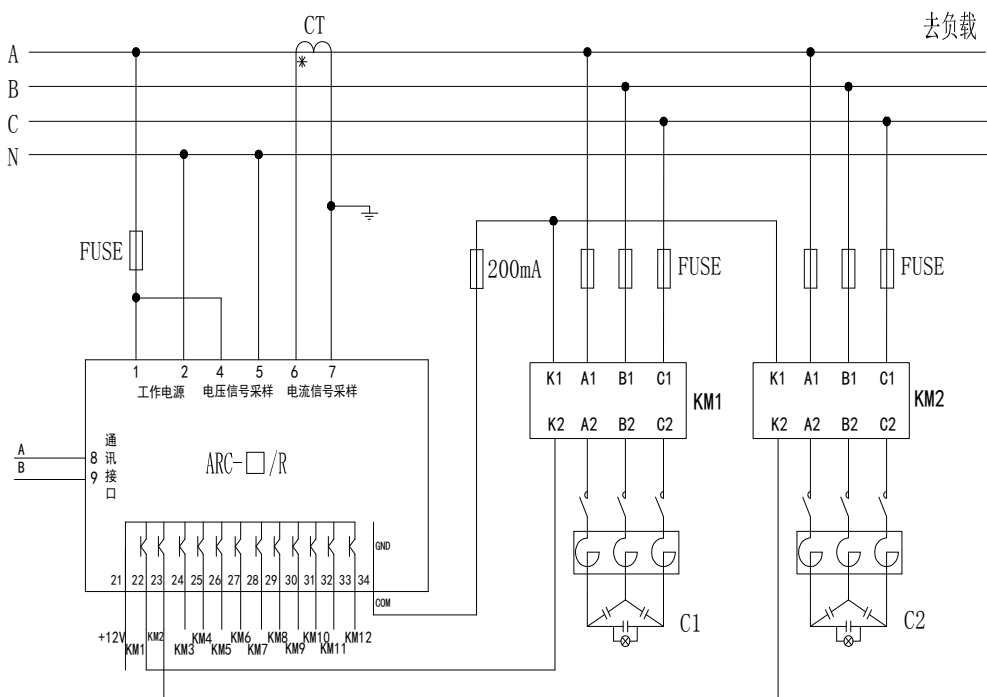 CT
去负载
A
B
C
N
FUSE
200mA
FUSE
FUSE
1 2 4 5 6 7
工作电源 电压信号采样 电流信号采样
K1 A1 B1 C1
KM1
K2 A2 B2 C2
K1 A1 B1 C1
KM2
K2 A2 B2 C2
A
B
8
9
通
讯
接
口
ARC-□/R
GND
21 22 23 24 25 26 27 28 29 30 31 32 33 34
COM
+12V KM1 KM2 KM3 KM4 KM5 KM6 KM7 KM8 KM9 KM10 KM11 KM12
C1
C2